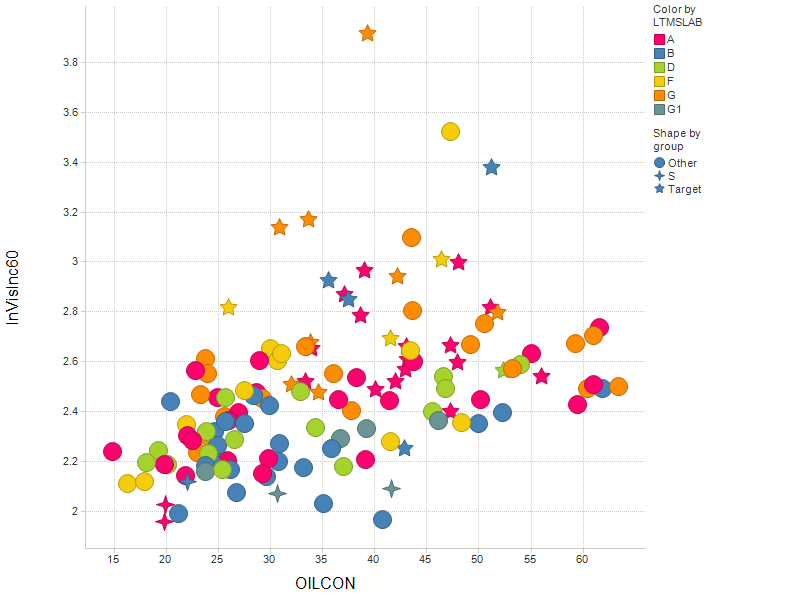 Color by
LTMSLAB
A
B
D
F
G
G1
Shape by
group
Other
S
Target
InVisInc60
3.8
3.6
3.4
3.2
3
2.8
2.6
2.4
2.2
2
15 20 25 30 35 40 45 50 55 60
OILCON